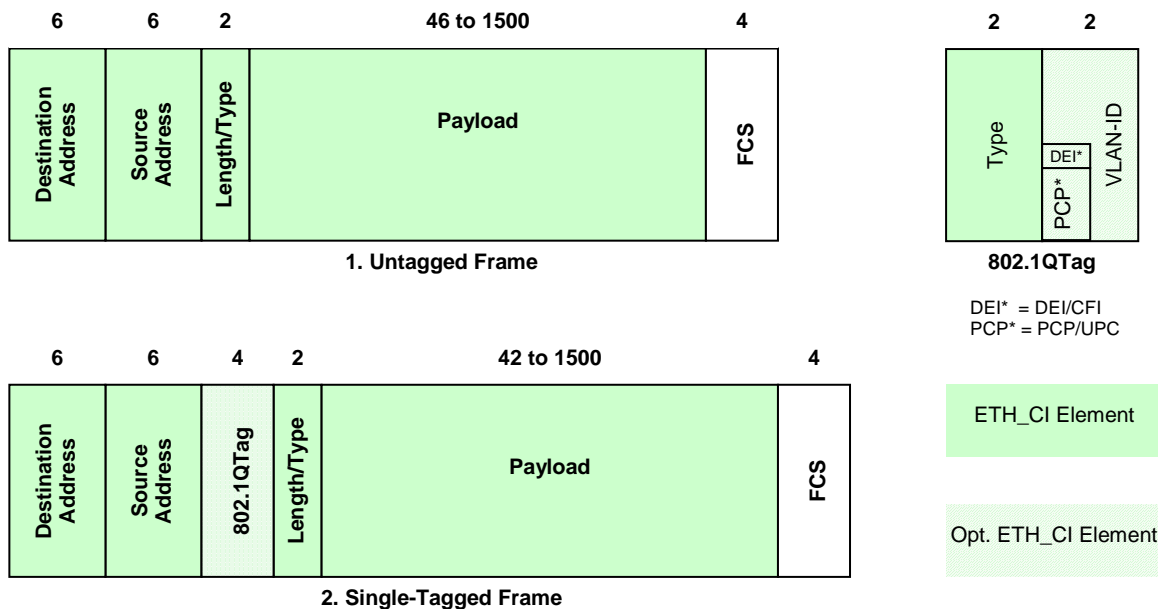 6 6 2 46 to 1500 4
Destination
Address
Source
Address
Length/Type
Payload
FCS
1. Untagged Frame
2 2
Type
DEI*
PCP*
VLAN-ID
802.1QTag
DEI* = DEI/CFI
PCP* = PCP/UPC
6 6 4 2 42 to 1500 4
Destination
Address
Source
Address
802.1QTag
Length/Type
Payload
FCS
2. Single-Tagged Frame
ETH_CI Element
Opt. ETH_CI Element